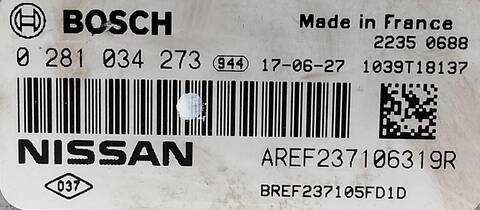 BOSCH
Made in France
2235 0688
0 281 034 273 944 17-06-27 1039T18137
NISSAN
AREF237106319R
037
BREF237105FD1D